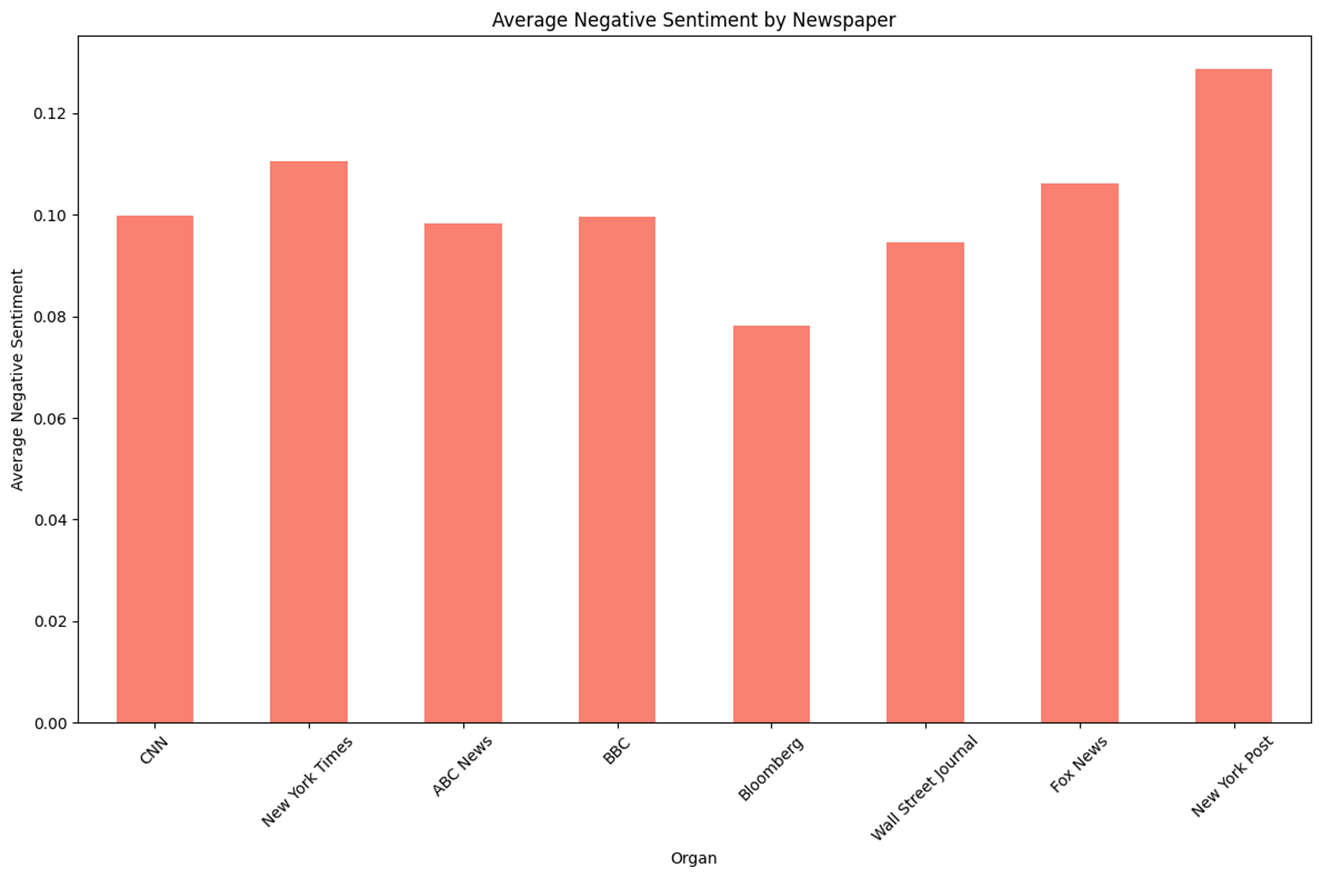 Average Negative Sentiment by Newspaper
Average Negative Sentiment
0.12
0.10
0.08
0.06
0.04
0.02
0.00
CNN
New York Times
ABC News
BBC
Bloomberg
Wall Street Journal
Fox News
New York Post
Organ